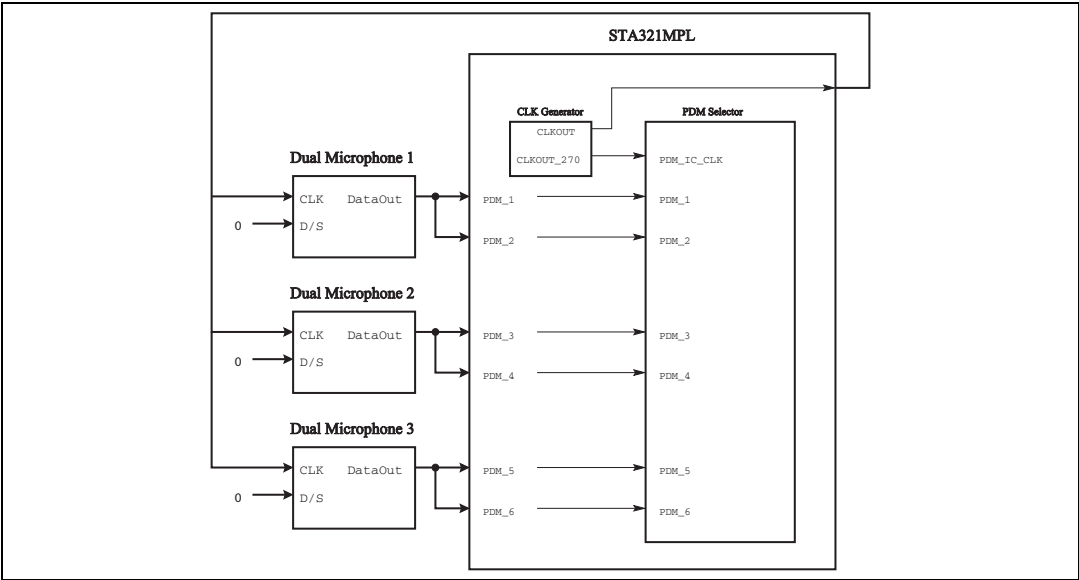 STA321MPL
CLK Generator
PDM Selector
CLKOUT
CLKOUT_270
PDM_IC_CLK
Dual Microphone 1
CLK
DataOut
0
D/S
PDM_1
PDM_2
PDM_1
PDM_2
Dual Microphone 2
CLK
DataOut
0
D/S
PDM_3
PDM_4
PDM_3
PDM_4
Dual Microphone 3
CLK
DataOut
0
D/S
PDM_5
PDM_6
PDM_5
PDM_6